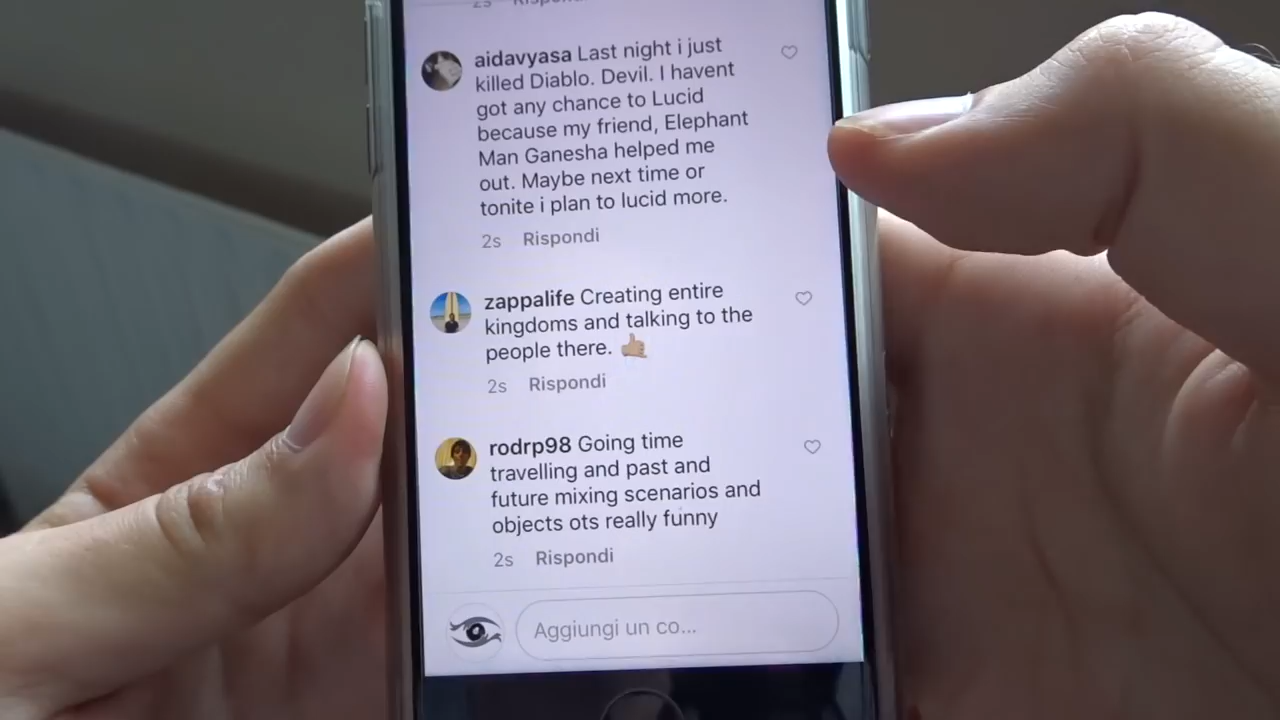 2s Rispondi
aidavyasa Last night i just
killed Diablo. Devil. I havent
got any chance to Lucid
because my friend, Elephant
Man Ganesha helped me
out. Maybe next time or
tonite i plan to lucid more.
2s Rispondi
zappalife Creating entire
kingdoms and talking to the
people there. 🤙🏼
2s Rispondi
rodrp98 Going time
travelling and past and
future mixing scenarios and
objects ots really funny
2s Rispondi
Aggiungi un co...